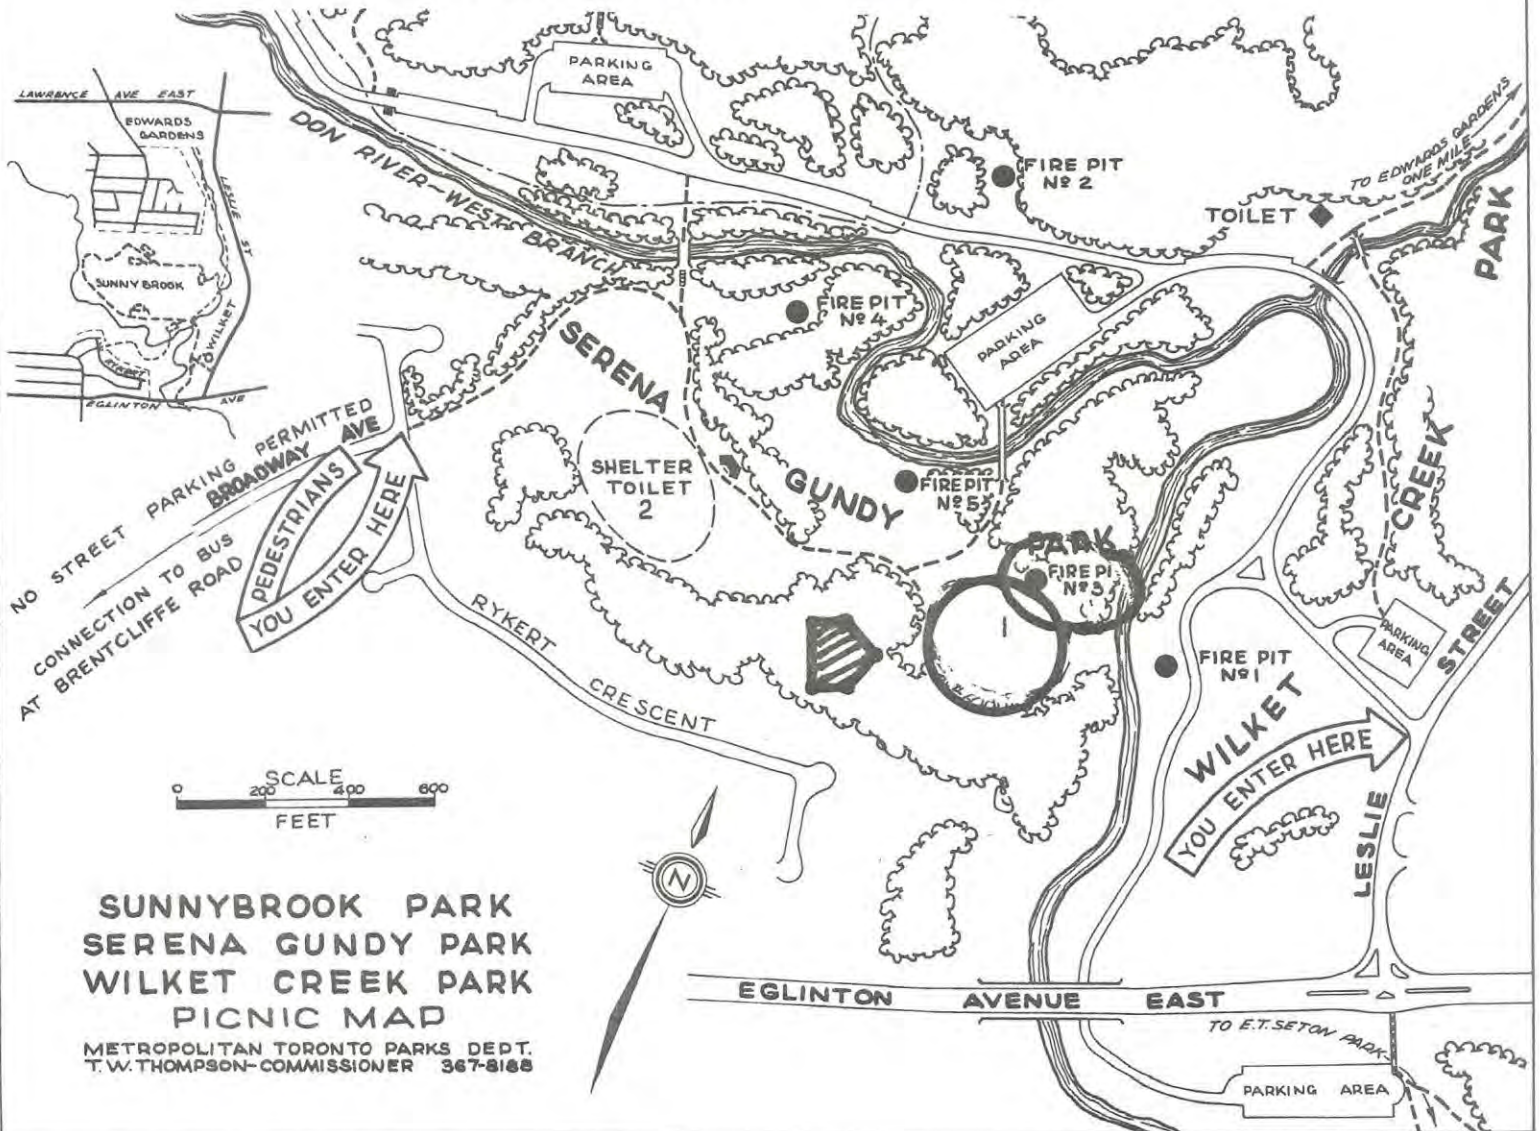 LAWRENCE AVE EAST
EDWARDS
GARDENS
LESLIE ST
SUNNYBROOK
WILKET
EGLINTON AVE
PARKING
AREA
DON RIVER~WEST BRANCH
FIRE PIT
Nº 2
TO EDWARDS GARDENS
ONE MILE
TOILET
PARK
FIRE PIT
Nº 4
PARKING
AREA
SERENA
SHELTER
TOILET
2
GUNDY
FIRE PIT
Nº 5
CREEK
NO STREET PARKING PERMITTED
BROADWAY AVE
CONNECTION TO BUS
AT BRENTCLIFFE ROAD
PEDESTRIANS
YOU ENTER HERE
PARK
FIRE PI
Nº 3
1
FIRE PIT
Nº 1
PARKING
AREA
STREET
RYKERT
CRESCENT
WILKET
YOU ENTER HERE
LESLIE
SCALE
0 200 400 600
FEET
N
SUNNYBROOK PARK
SERENA GUNDY PARK
WILKET CREEK PARK
PICNIC MAP
METROPOLITAN TORONTO PARKS DEPT.
T.W. THOMPSON-COMMISSIONER 367-8188
EGLINTON AVENUE EAST
TO E.T. SETON PARK
PARKING AREA